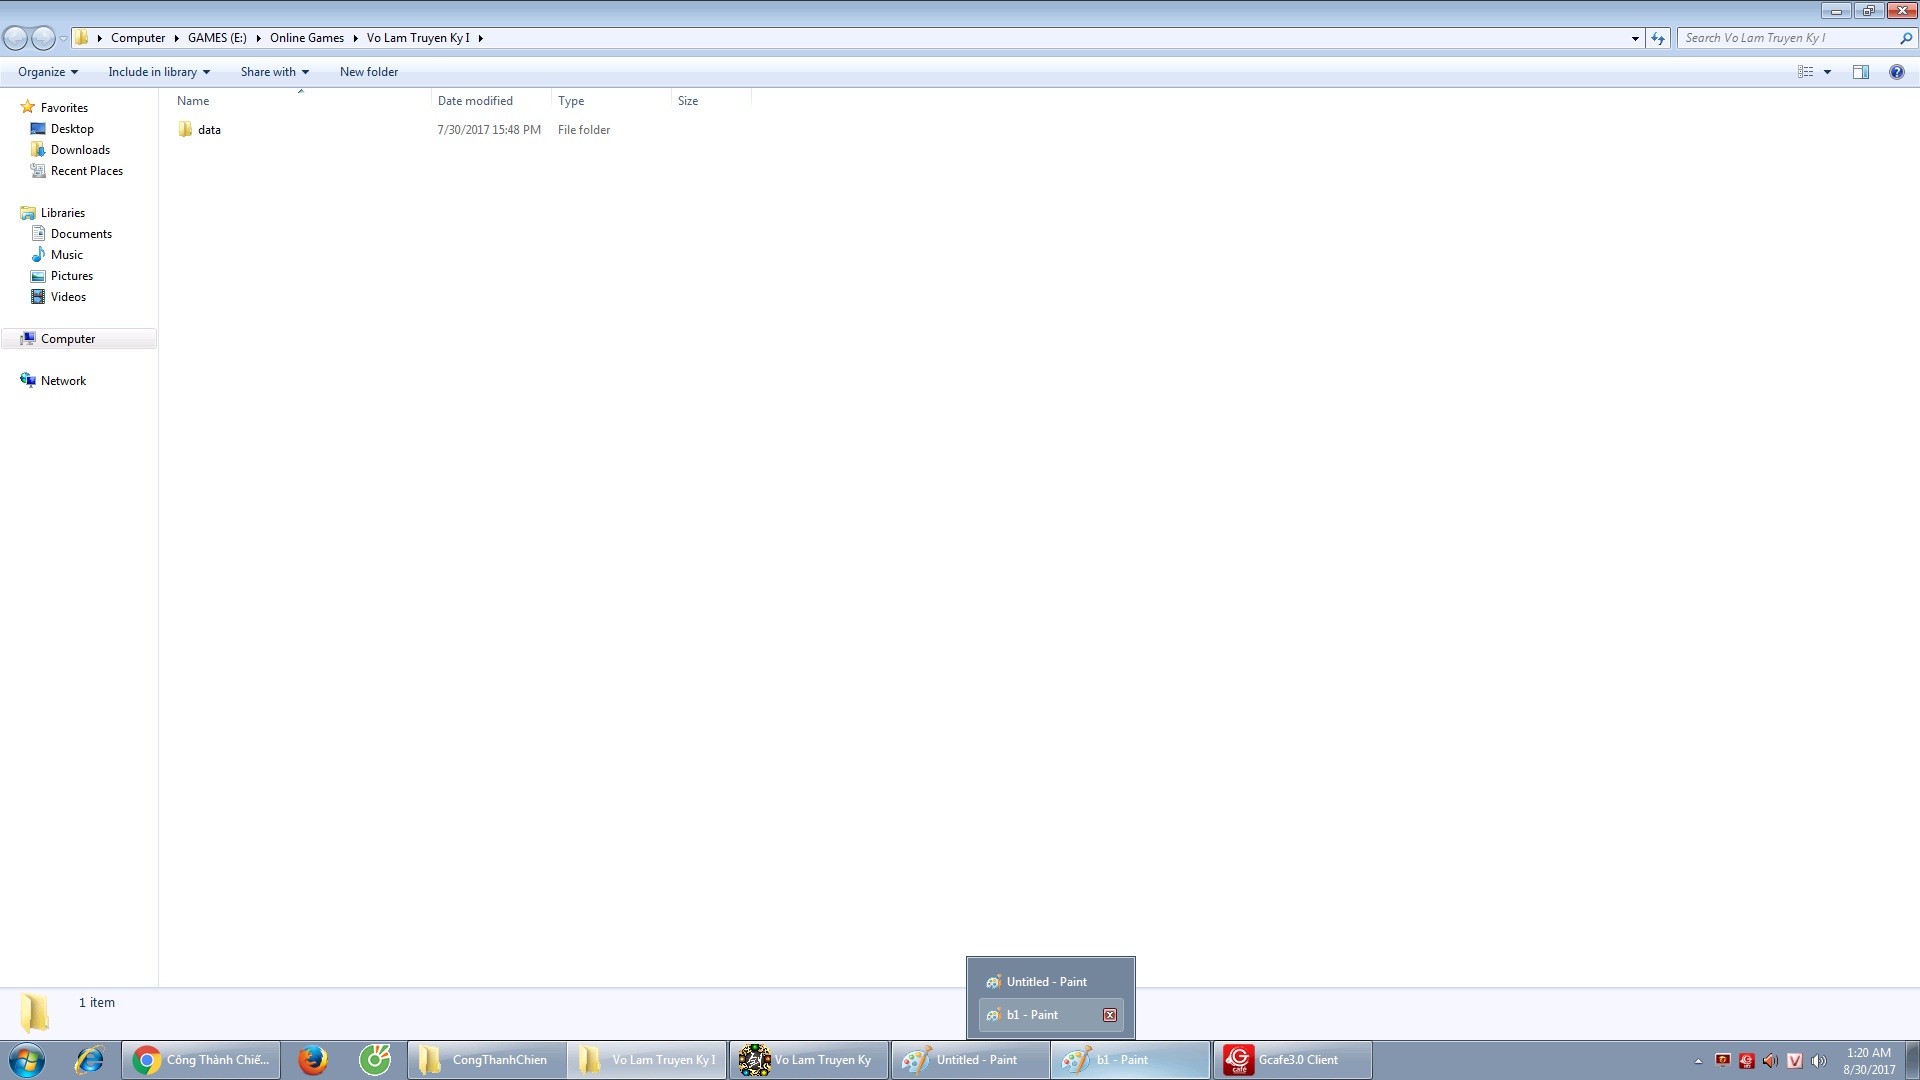 Computer GAMES (E:) Online Games Vo Lam Truyen Ky I
Search Vo Lam Truyen Ky I
Organize Include in library Share with New folder
Name Date modified Type Size
data 7/30/2017 15:48 PM File folder
Favorites
Desktop
Downloads
Recent Places
Libraries
Documents
Music
Pictures
Videos
Computer
Network
1 item
Untitled - Paint
b1 - Paint
Công Thành Chiế...
CongThanhChien
Vo Lam Truyen Ky I
Vo Lam Truyen Ky
Untitled - Paint
b1 - Paint
Gcafe3.0 Client
1:20 AM
8/30/2017